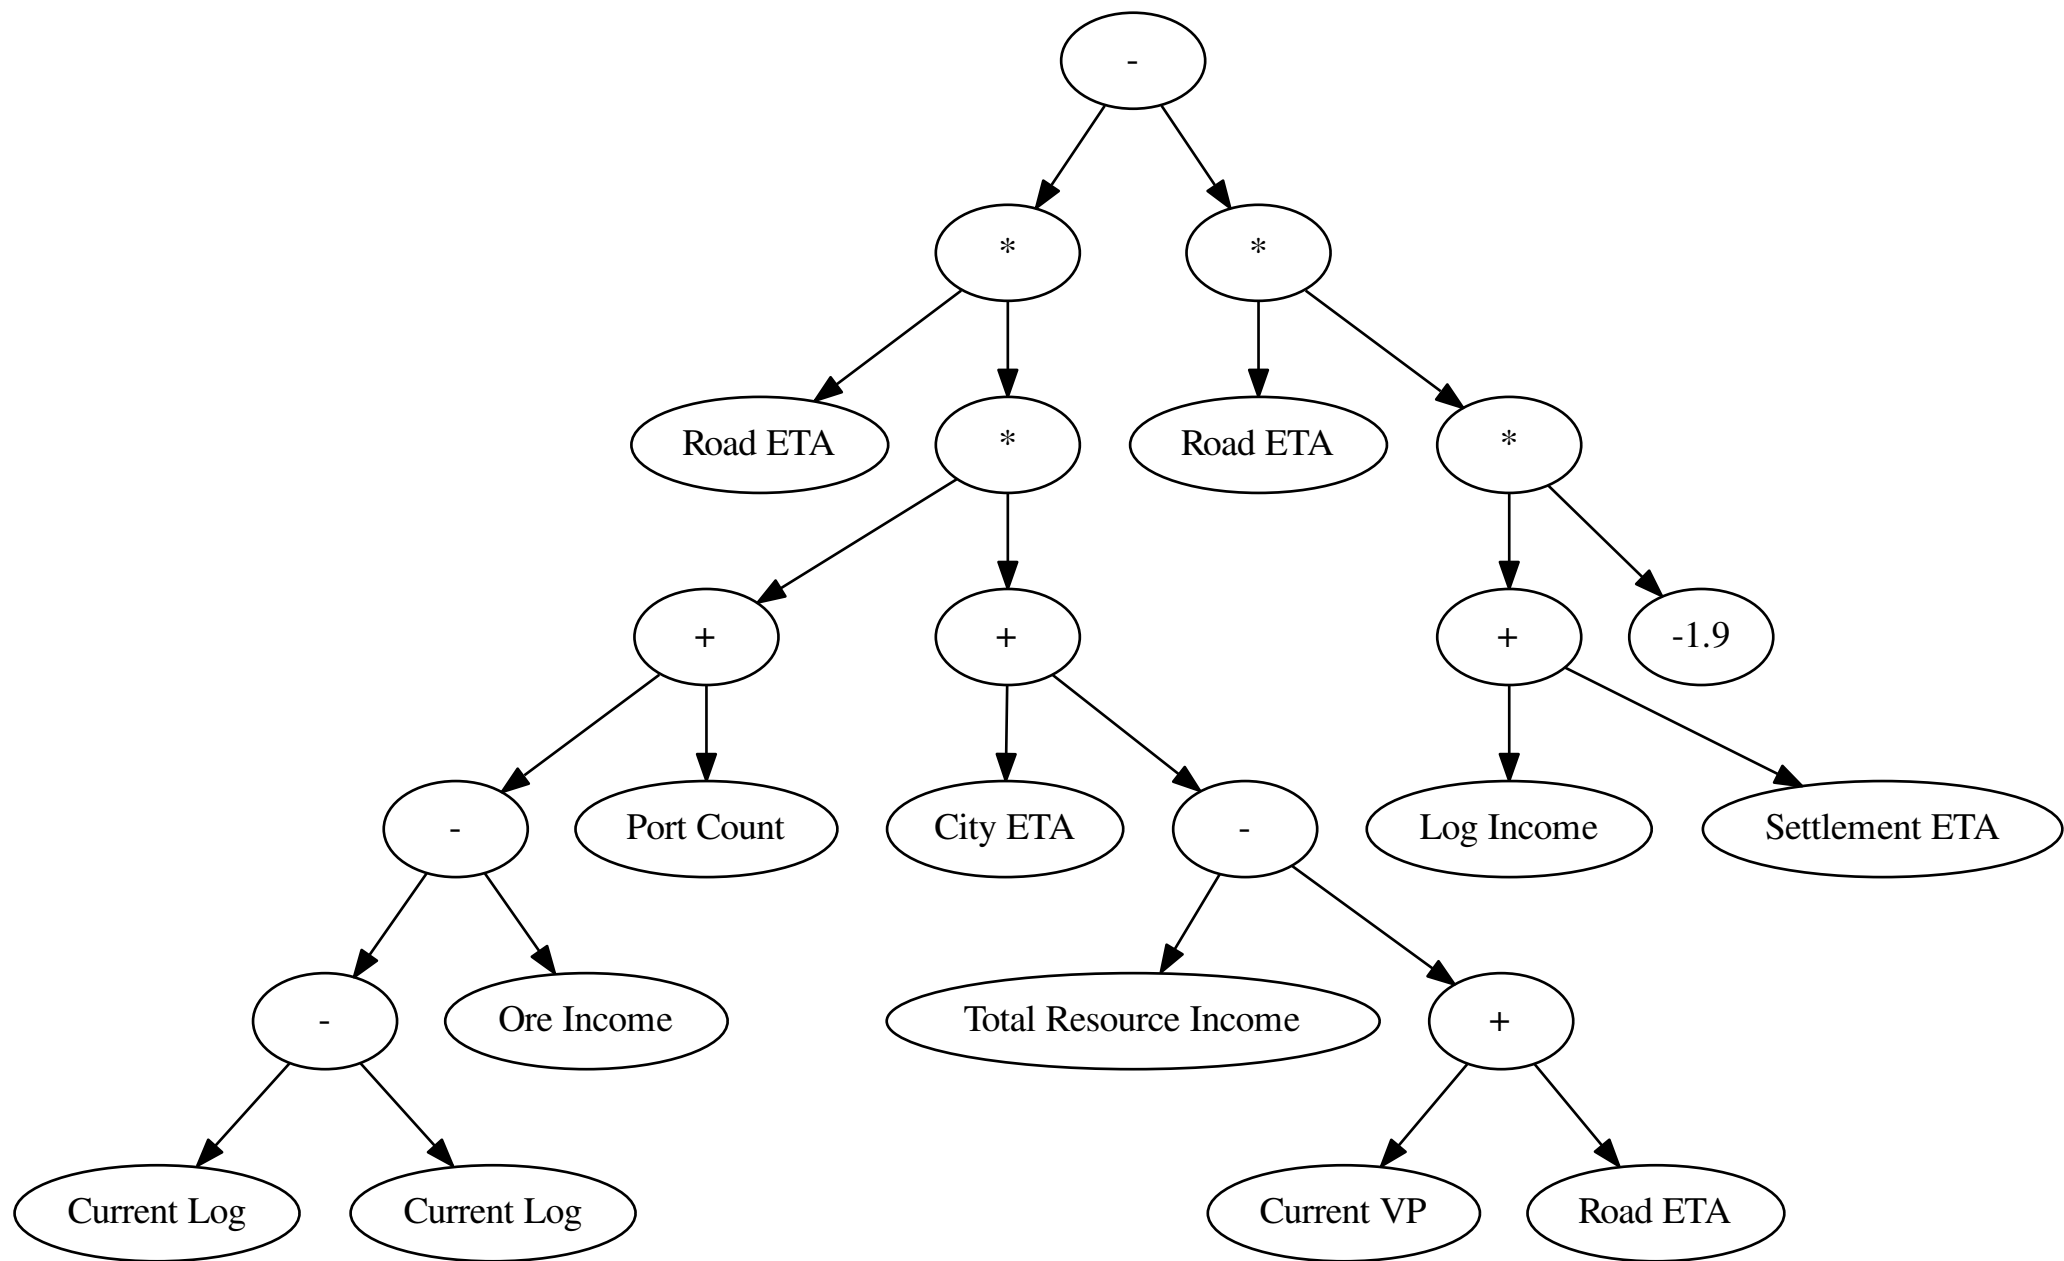 -
*
*
Road ETA
*
Road ETA
*
+
+
+
-1.9
-
Port Count
City ETA
-
Log Income
Settlement ETA
-
Ore Income
Total Resource Income
+
Current Log
Current Log
Current VP
Road ETA